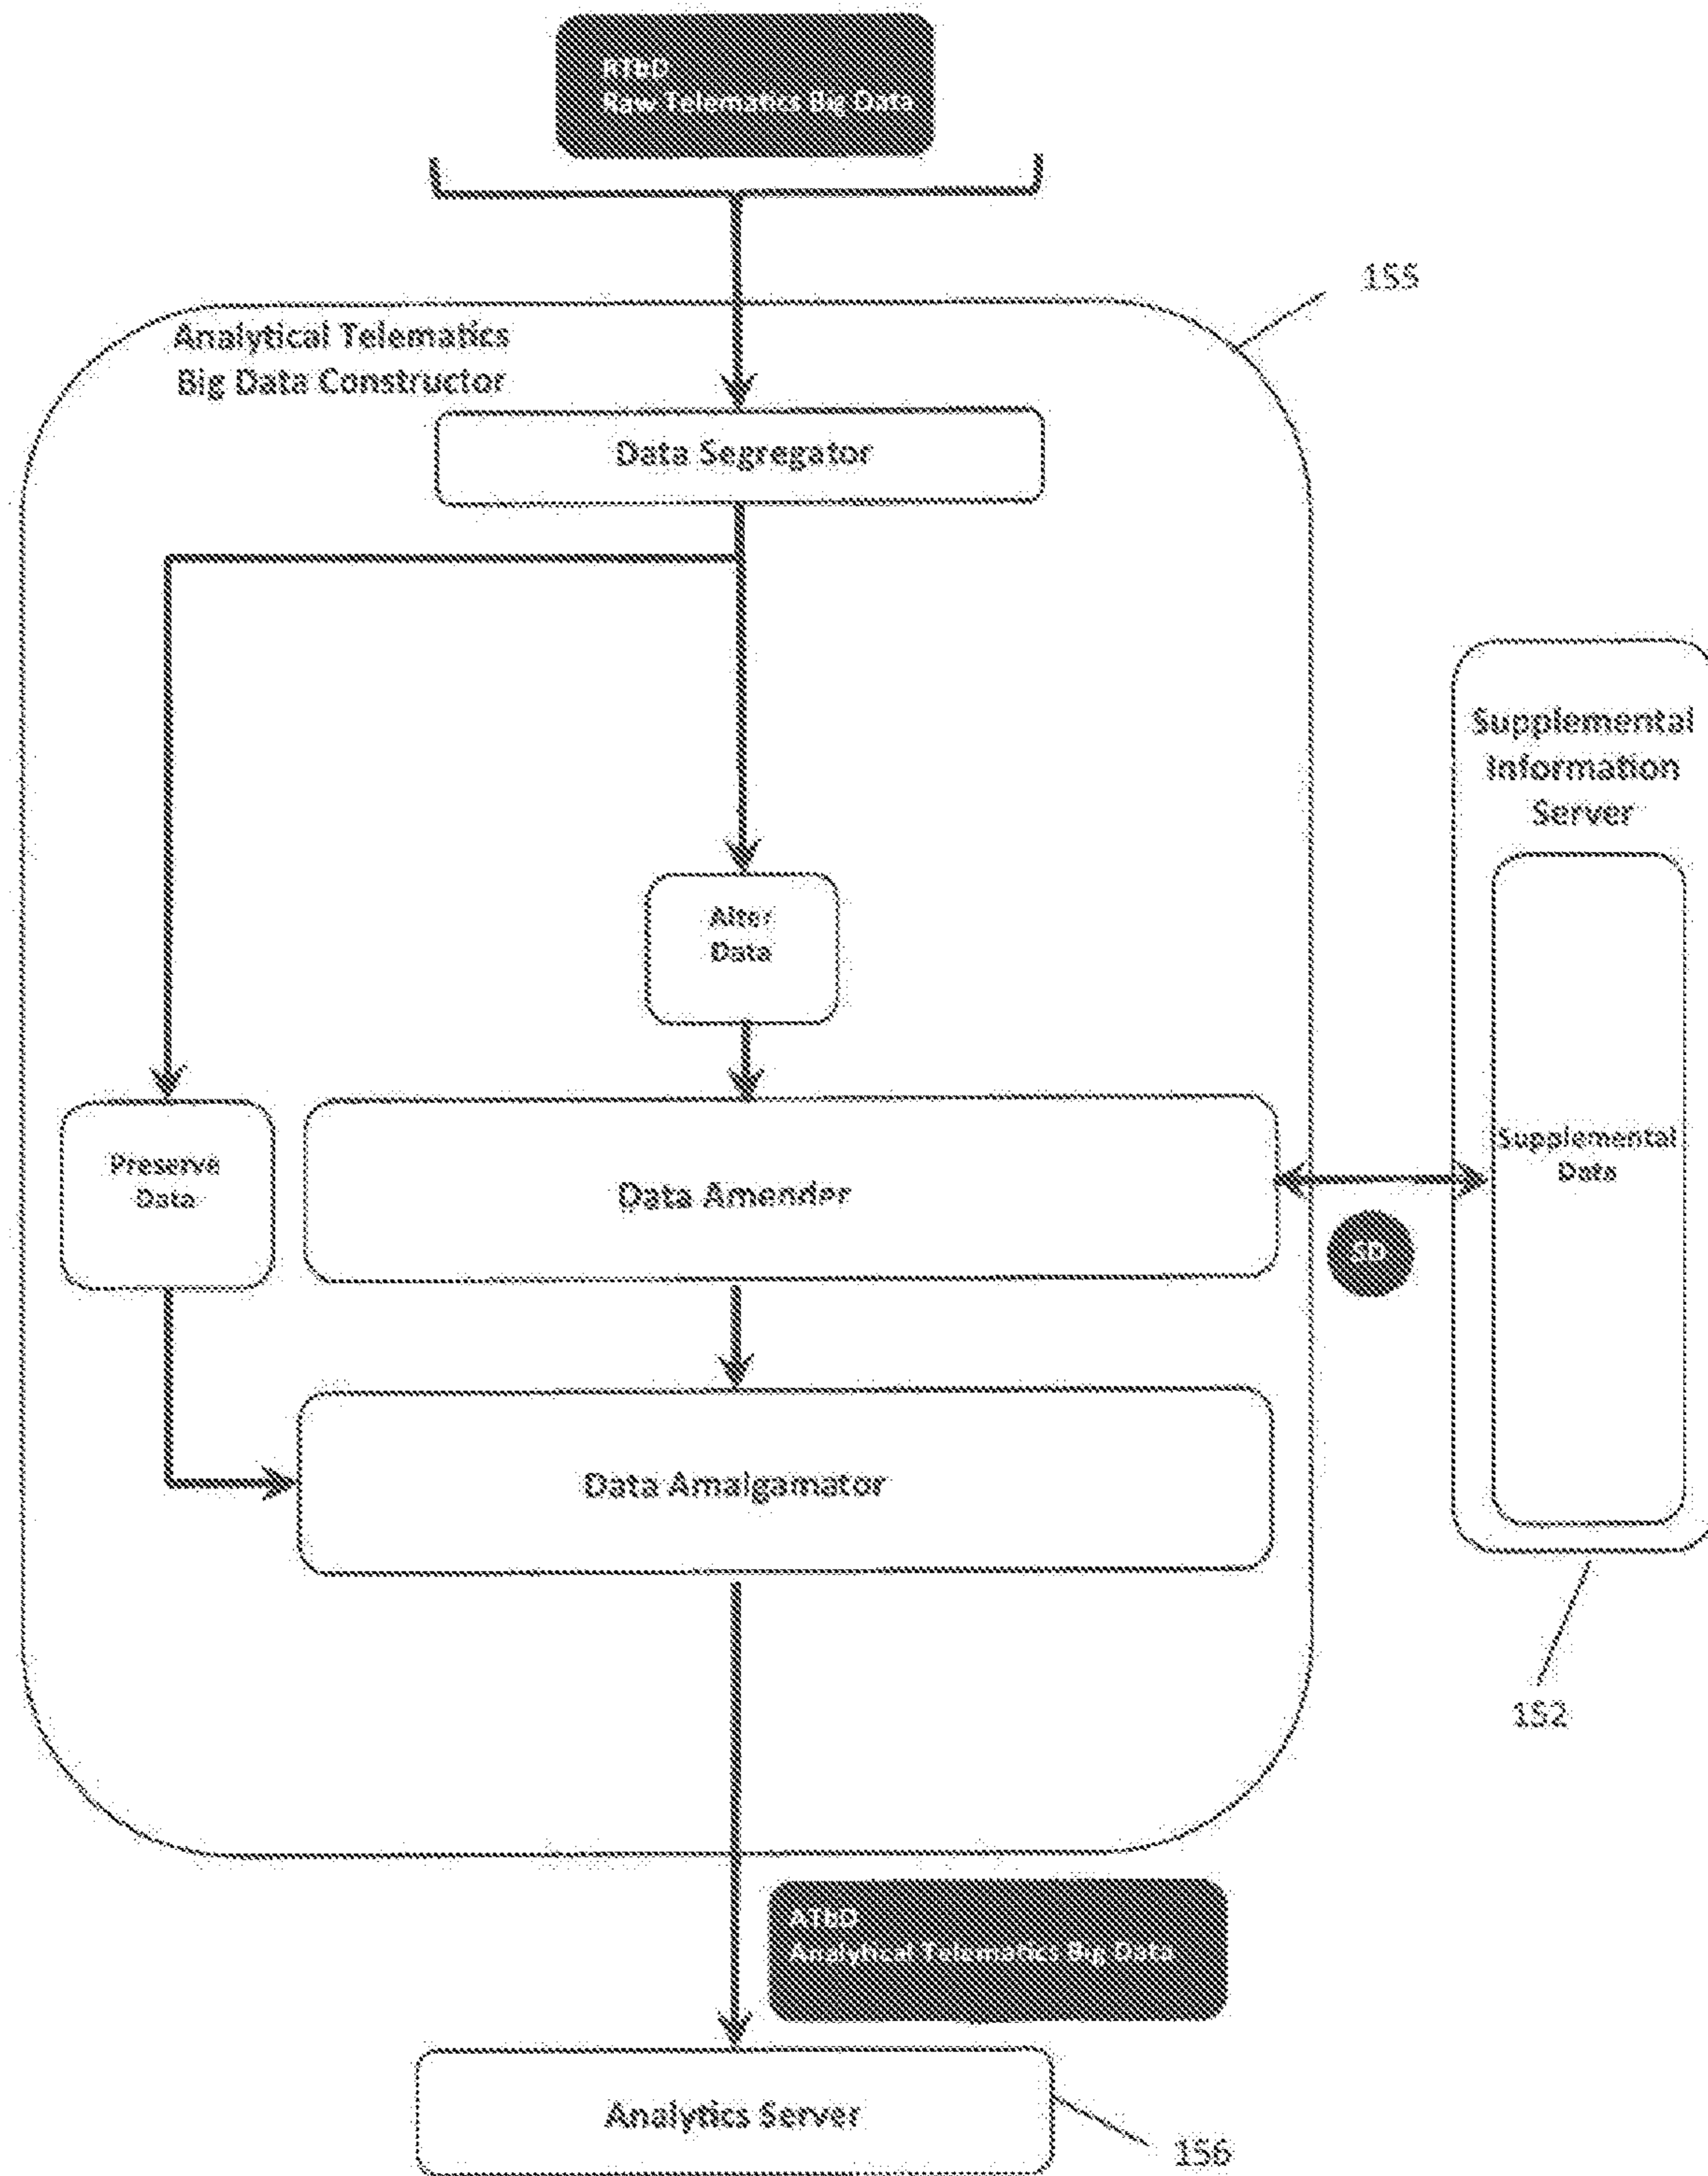 RTbD
Raw Telematics Big Data
155
Analytical Telematics
Big Data Constructor
Data Segregator
Supplemental
Information
Server
Alter
Data
Preserve
Data
Data Amender
Supplemental
Data
SD
Data Amalgamator
152
ATbD
Analytical Telematics Big Data
Analytics Server
156